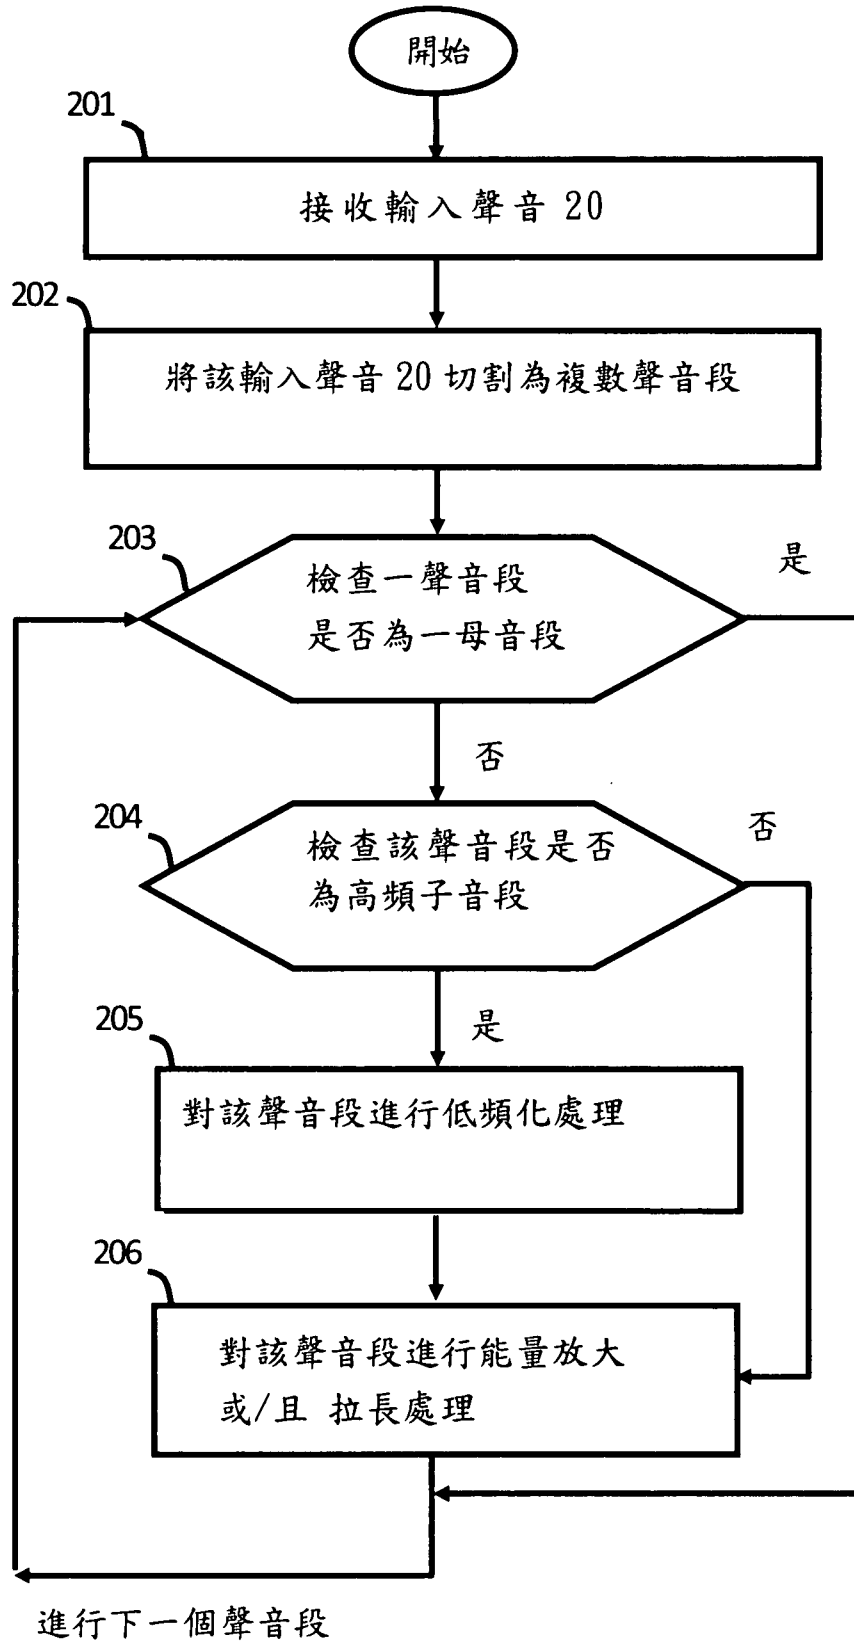 開始
201
接收輸入聲音 20
202
將該輸入聲音 20 切割為複數聲音段
203
檢查一聲音段
是否為一母音段
是
否
204
檢查該聲音段是否
為高頻子音段
否
是
205
對該聲音段進行低頻化處理
206
對該聲音段進行能量放大
或/且 拉長處理
進行下一個聲音段